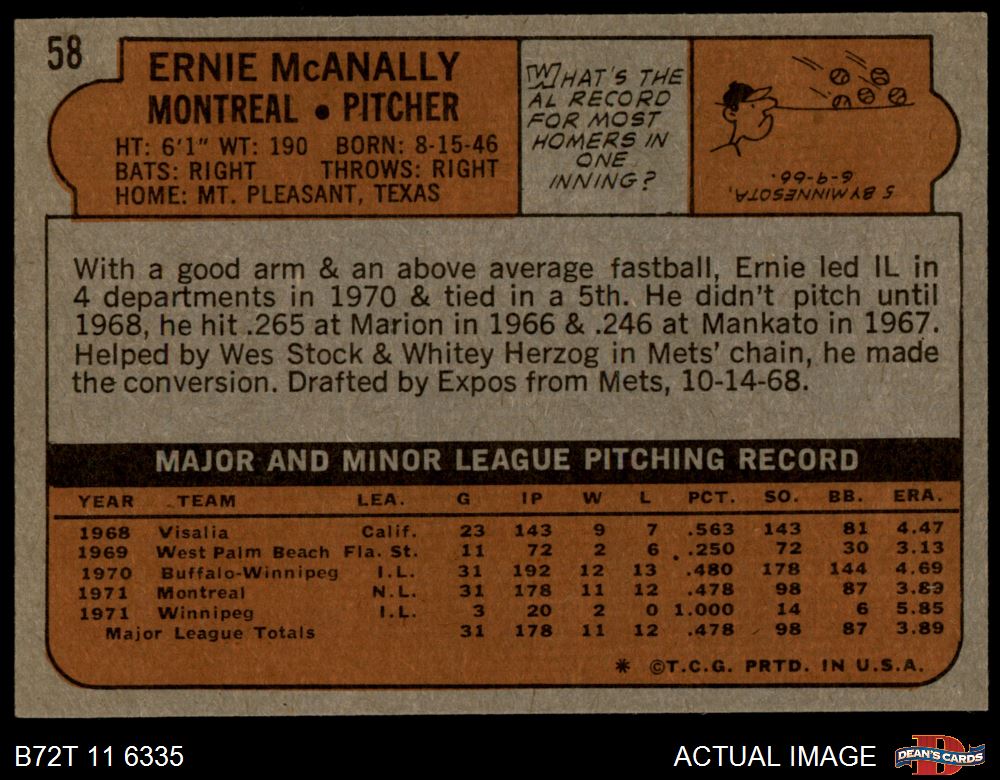 58
ERNIE McANALLY
MONTREAL • PITCHER
HT: 6'1" WT: 190 BORN: 8-15-46
BATS: RIGHT THROWS: RIGHT
HOME: MT. PLEASANT, TEXAS
WHAT'S THE
AL RECORD
FOR MOST
HOMERS IN
ONE
INNING?
5 BY MINNESOTA,
6-9-66.
With a good arm & an above average fastball, Ernie led IL in
4 departments in 1970 & tied in a 5th. He didn't pitch until
1968, he hit .265 at Marion in 1966 & .246 at Mankato in 1967.
Helped by Wes Stock & Whitey Herzog in Mets' chain, he made
the conversion. Drafted by Expos from Mets, 10-14-68.
MAJOR AND MINOR LEAGUE PITCHING RECORD
YEAR TEAM LEA. G IP W L PCT. SO. BB. ERA.
1968 Visalia Calif. 23 143 9 7 .563 143 81 4.47
1969 West Palm Beach Fla. St. 11 72 2 6 .250 72 30 3.13
1970 Buffalo-Winnipeg I.L. 31 192 12 13 .480 178 144 4.69
1971 Montreal N.L. 31 178 11 12 .478 98 87 3.89
1971 Winnipeg I.L. 3 20 2 0 1.000 14 6 5.85
Major League Totals 31 178 11 12 .478 98 87 3.89
* ©T.C.G. PRTD. IN U.S.A.
B72T 11 6335 ACTUAL IMAGE
D
DEAN'S CARDS